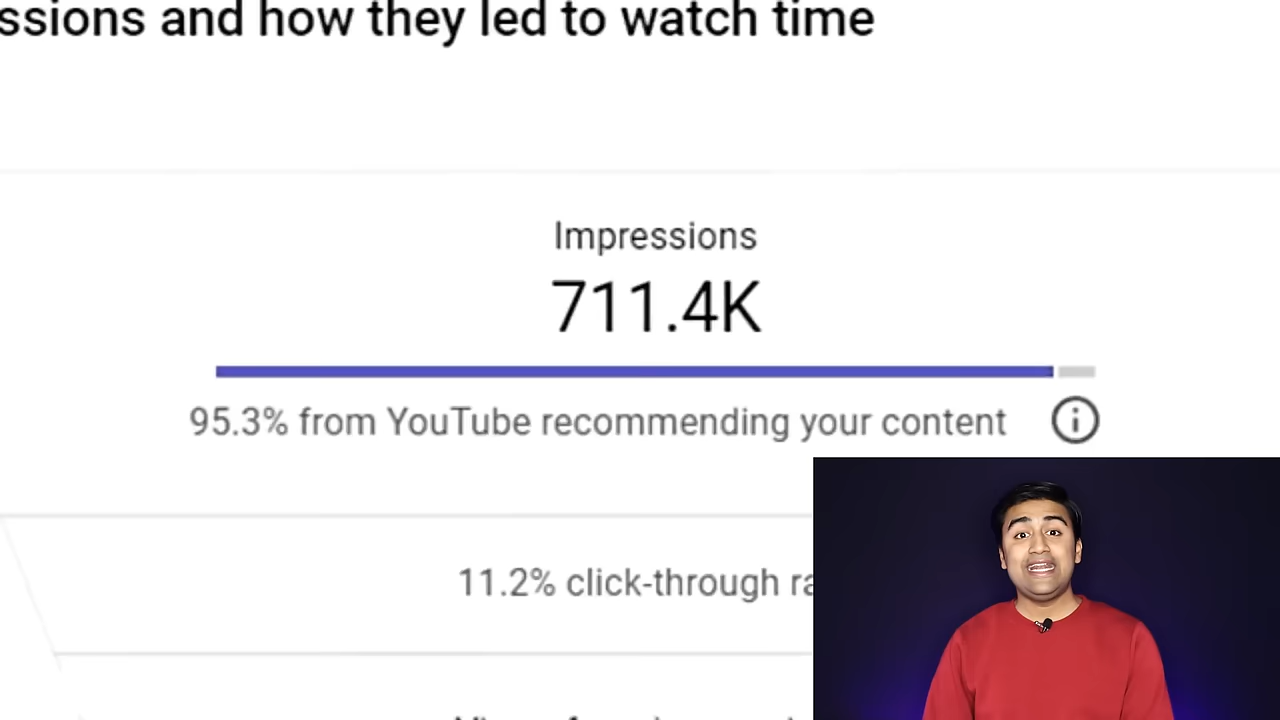 ssions and how they led to watch time
Impressions
711.4K
95.3% from YouTube recommending your content
11.2% click-through ra